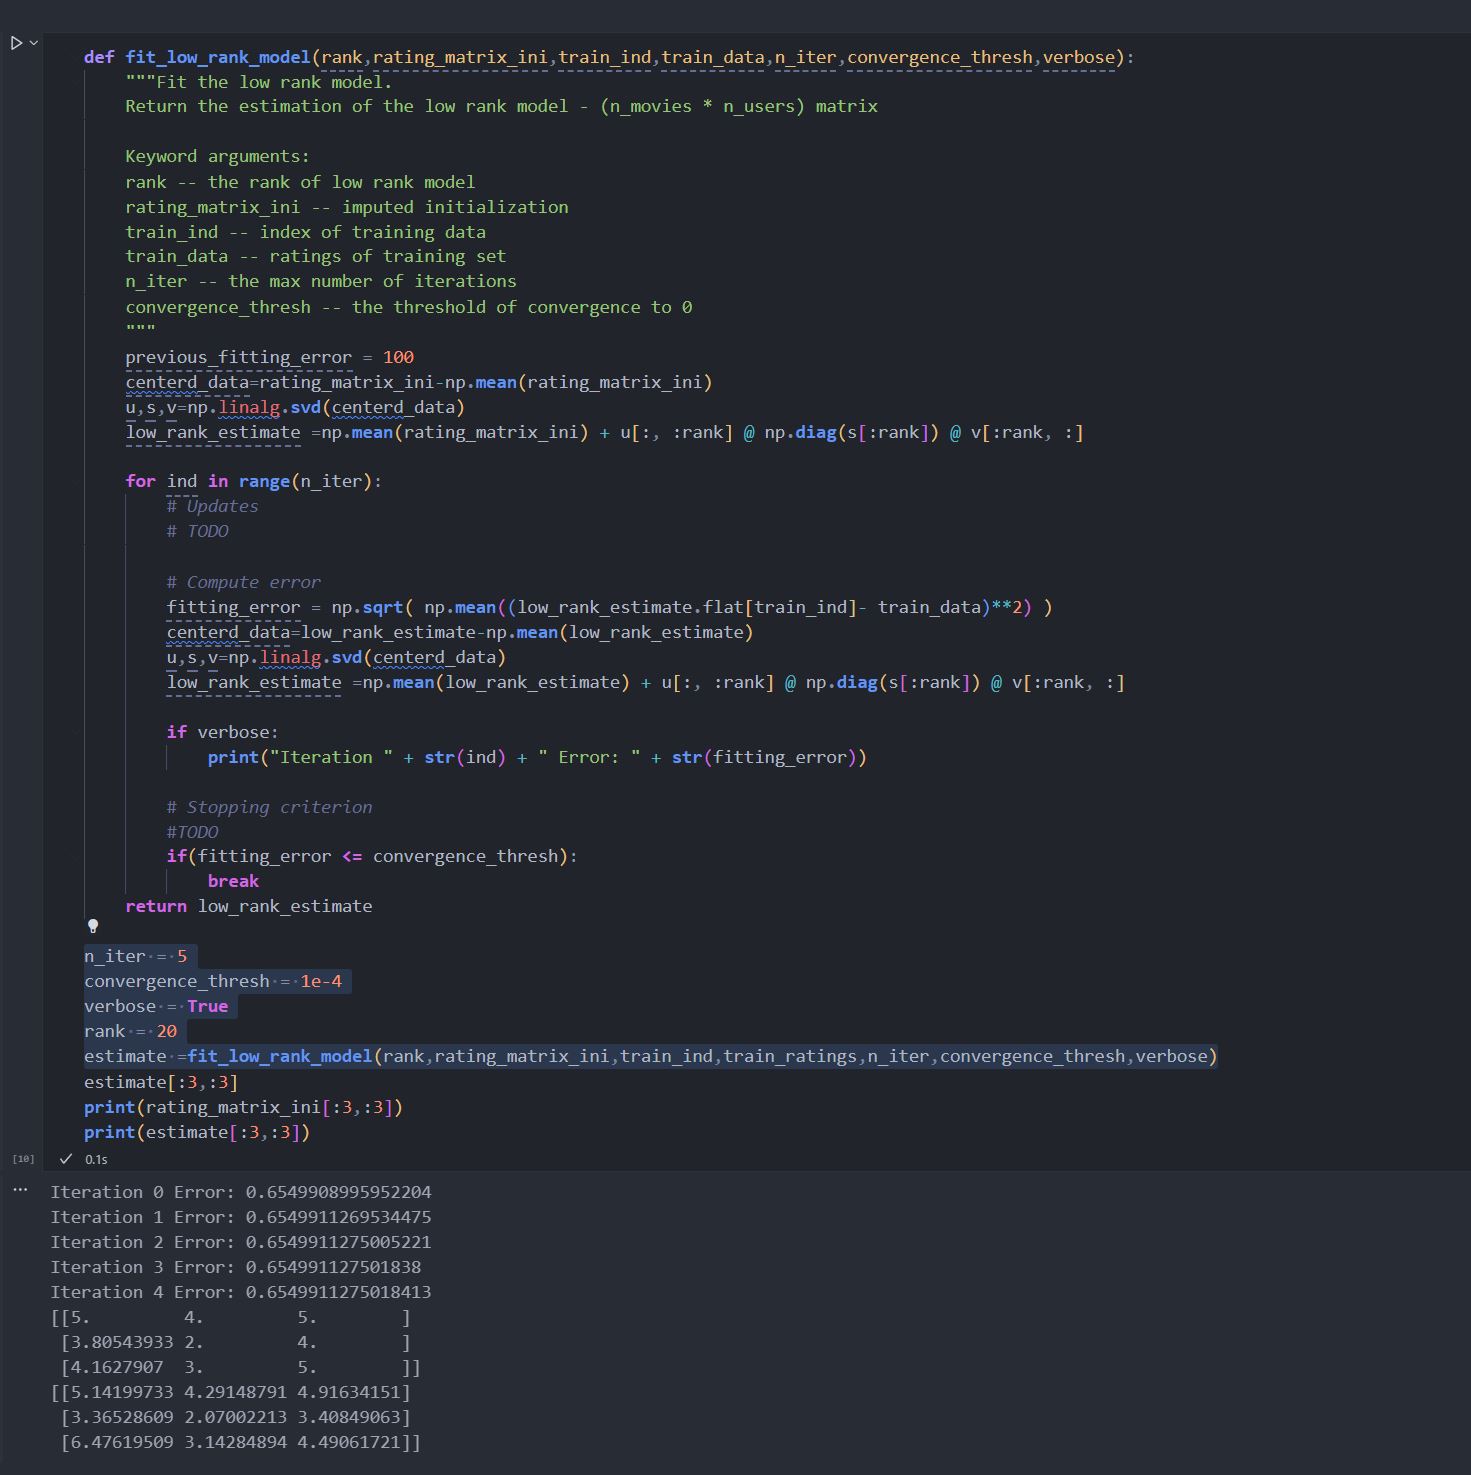 def fit_low_rank_model(rank,rating_matrix_ini,train_ind,train_data,n_iter,convergence_thresh,verbose):
    """Fit the low rank model.
    Return the estimation of the low rank model - (n_movies * n_users) matrix

    Keyword arguments:
    rank -- the rank of low rank model
    rating_matrix_ini -- imputed initialization
    train_ind -- index of training data
    train_data -- ratings of training set
    n_iter -- the max number of iterations
    convergence_thresh -- the threshold of convergence to 0
    """
    previous_fitting_error = 100
    centerd_data=rating_matrix_ini-np.mean(rating_matrix_ini)
    u,s,v=np.linalg.svd(centerd_data)
    low_rank_estimate =np.mean(rating_matrix_ini) + u[:, :rank] @ np.diag(s[:rank]) @ v[:rank, :]

    for ind in range(n_iter):
        # Updates
        # TODO

        # Compute error
        fitting_error = np.sqrt( np.mean((low_rank_estimate.flat[train_ind]- train_data)**2) )
        centerd_data=low_rank_estimate-np.mean(low_rank_estimate)
        u,s,v=np.linalg.svd(centerd_data)
        low_rank_estimate =np.mean(low_rank_estimate) + u[:, :rank] @ np.diag(s[:rank]) @ v[:rank, :]

        if verbose:
            print("Iteration " + str(ind) + " Error: " + str(fitting_error))

        # Stopping criterion
        #TODO
        if(fitting_error <= convergence_thresh):
            break
    return low_rank_estimate

n_iter = 5
convergence_thresh = 1e-4
verbose = True
rank = 20
estimate =fit_low_rank_model(rank,rating_matrix_ini,train_ind,train_ratings,n_iter,convergence_thresh,verbose)
estimate[:3,:3]
print(rating_matrix_ini[:3,:3])
print(estimate[:3,:3])
[10] ✓ 0.1s
... Iteration 0 Error: 0.6549908995952204
Iteration 1 Error: 0.6549911269534475
Iteration 2 Error: 0.6549911275005221
Iteration 3 Error: 0.654991127501838
Iteration 4 Error: 0.6549911275018413
[[5.         4.         5.        ]
 [3.80543933 2.         4.        ]
 [4.1627907  3.         5.        ]]
[[5.14199733 4.29148791 4.91634151]
 [3.36528609 2.07002213 3.40849063]
 [6.47619509 3.14284894 4.49061721]]